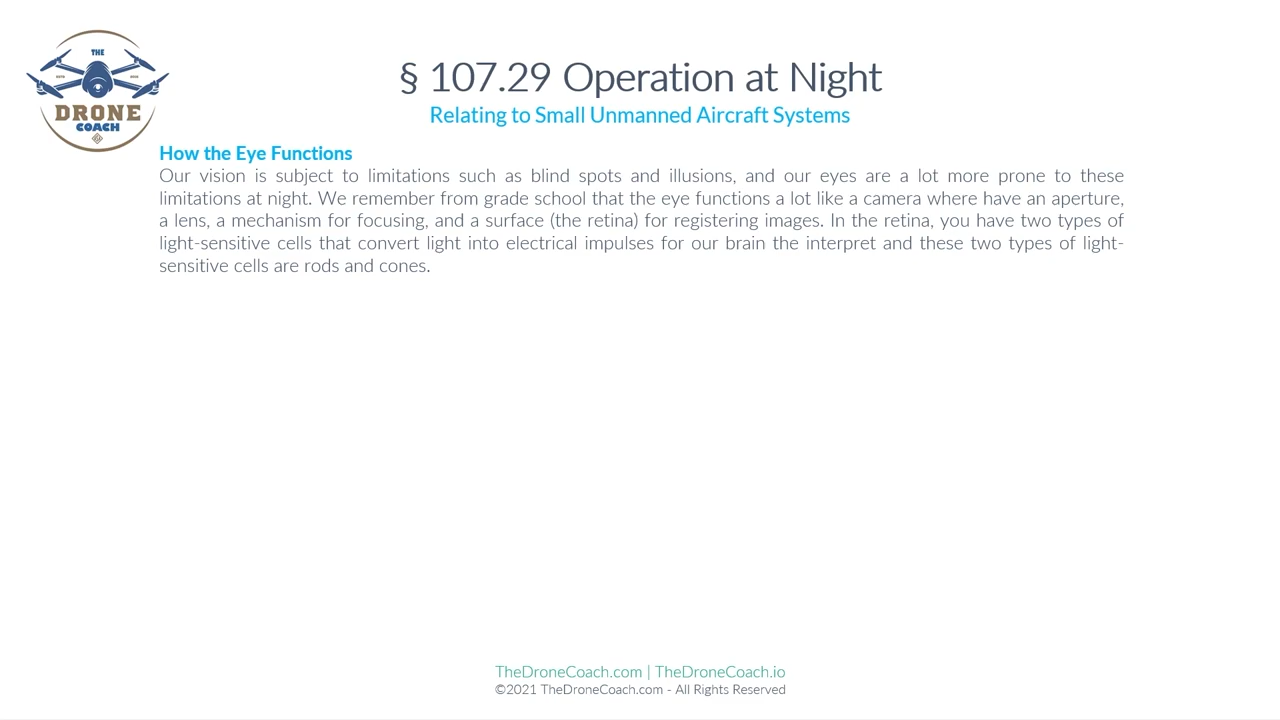 THE
DRONE
COACH
§ 107.29 Operation at Night
Relating to Small Unmanned Aircraft Systems
How the Eye Functions
Our vision is subject to limitations such as blind spots and illusions, and our eyes are a lot more prone to these
limitations at night. We remember from grade school that the eye functions a lot like a camera where have an aperture,
a lens, a mechanism for focusing, and a surface (the retina) for registering images. In the retina, you have two types of
light-sensitive cells that convert light into electrical impulses for our brain the interpret and these two types of light-
sensitive cells are rods and cones.
TheDroneCoach.com | TheDroneCoach.io
©2021 TheDroneCoach.com - All Rights Reserved